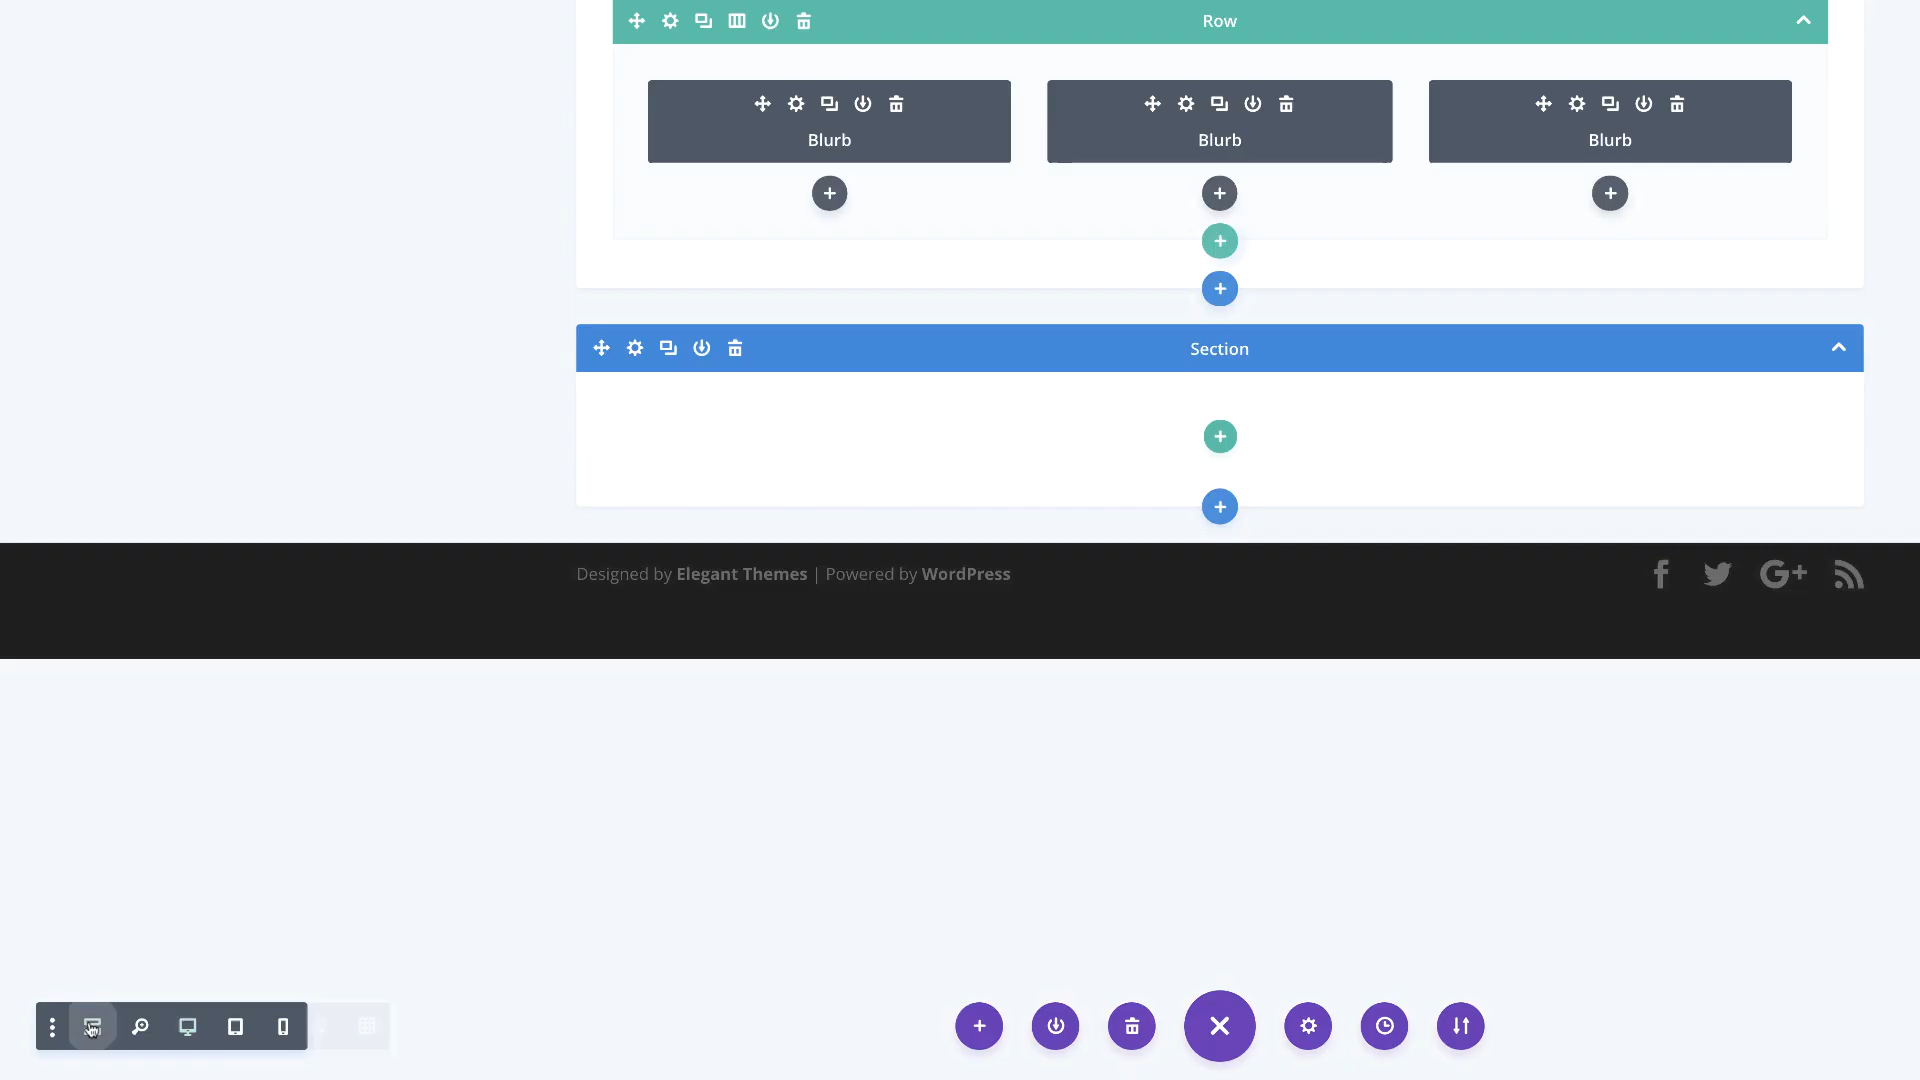 Row
Blurb
Blurb
Blurb
Section
Designed by Elegant Themes | Powered by WordPress